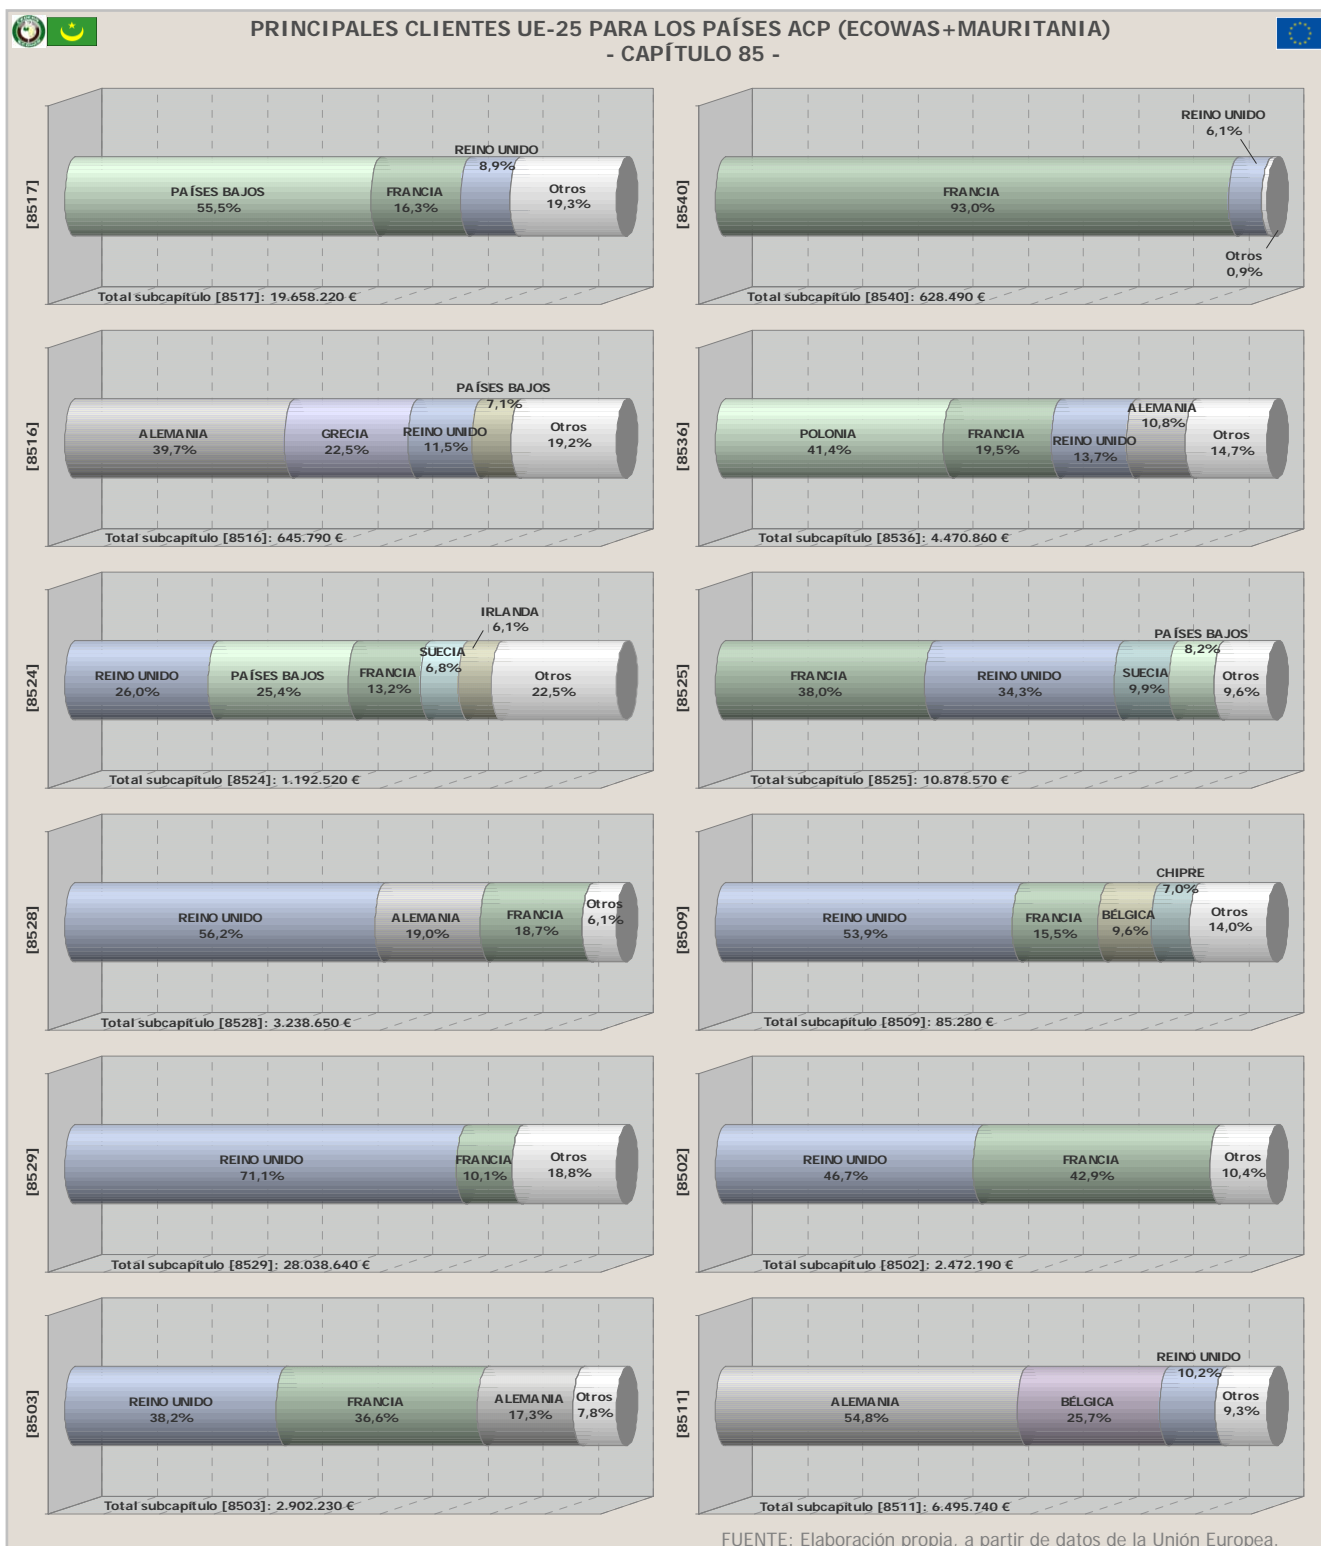 PRINCIPALES CLIENTES UE-25 PARA LOS PAÍSES ACP (ECOWAS+MAURITANIA)
- CAPÍTULO 85 -
[8517]
PAÍSES BAJOS
55,5%
FRANCIA
16,3%
REINO UNIDO
8,9%
Otros
19,3%
Total subcapítulo [8517]: 19.658.220 €
[8540]
FRANCIA
93,0%
REINO UNIDO
6,1%
Otros
0,9%
Total subcapítulo [8540]: 628.490 €
[8516]
ALEMANIA
39,7%
GRECIA
22,5%
REINO UNIDO
11,5%
PAÍSES BAJOS
7,1%
Otros
19,2%
Total subcapítulo [8516]: 645.790 €
[8536]
POLONIA
41,4%
FRANCIA
19,5%
REINO UNIDO
13,7%
ALEMANIA
10,8%
Otros
14,7%
Total subcapítulo [8536]: 4.470.860 €
[8524]
REINO UNIDO
26,0%
PAÍSES BAJOS
25,4%
FRANCIA
13,2%
SUECIA
6,8%
IRLANDA
6,1%
Otros
22,5%
Total subcapítulo [8524]: 1.192.520 €
[8525]
FRANCIA
38,0%
REINO UNIDO
34,3%
SUECIA
9,9%
PAÍSES BAJOS
8,2%
Otros
9,6%
Total subcapítulo [8525]: 10.878.570 €
[8528]
REINO UNIDO
56,2%
ALEMANIA
19,0%
FRANCIA
18,7%
Otros
6,1%
Total subcapítulo [8528]: 3.238.650 €
[8509]
REINO UNIDO
53,9%
FRANCIA
15,5%
BÉLGICA
9,6%
CHIPRE
7,0%
Otros
14,0%
Total subcapítulo [8509]: 85.280 €
[8529]
REINO UNIDO
71,1%
FRANCIA
10,1%
Otros
18,8%
Total subcapítulo [8529]: 28.038.640 €
[8502]
REINO UNIDO
46,7%
FRANCIA
42,9%
Otros
10,4%
Total subcapítulo [8502]: 2.472.190 €
[8503]
REINO UNIDO
38,2%
FRANCIA
36,6%
ALEMANIA
17,3%
Otros
7,8%
Total subcapítulo [8503]: 2.902.230 €
[8511]
ALEMANIA
54,8%
BÉLGICA
25,7%
REINO UNIDO
10,2%
Otros
9,3%
Total subcapítulo [8511]: 6.495.740 €
FUENTE: Elaboración propia, a partir de datos de la Unión Europea.